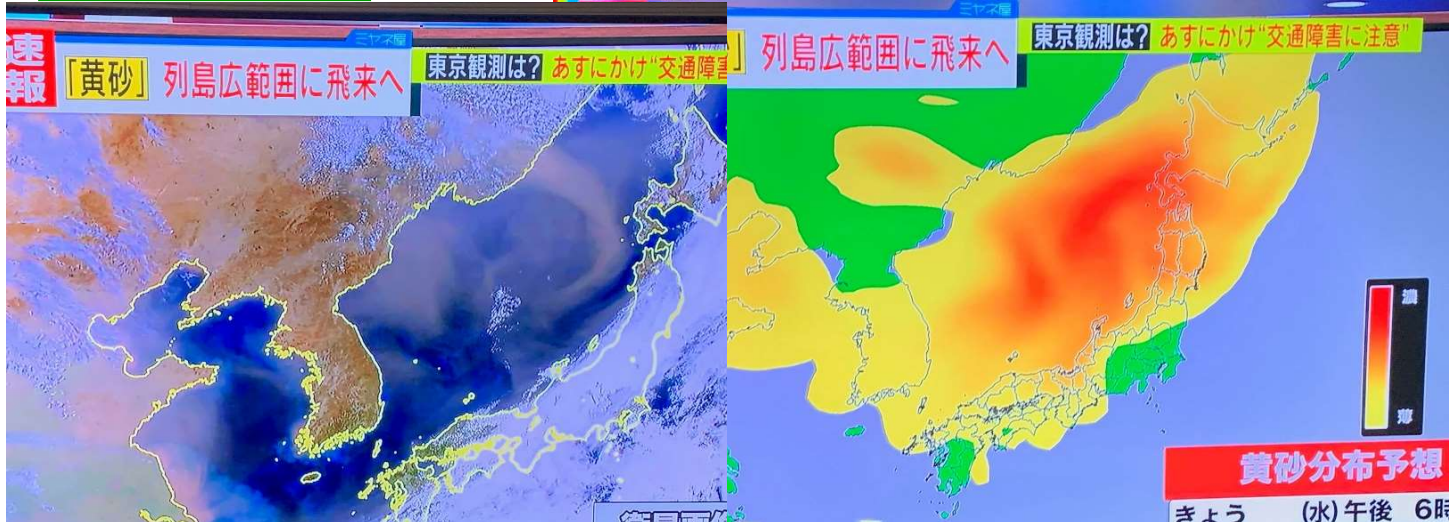 ミヤネ屋
速報
「黄砂」 列島広範囲に飛来へ
東京観測は? あすにかけ“交通障害
ミヤネ屋
」 列島広範囲に飛来へ
東京観測は? あすにかけ“交通障害に注意”
濃
薄
黄砂分布予想
きょう (水)午後 6時